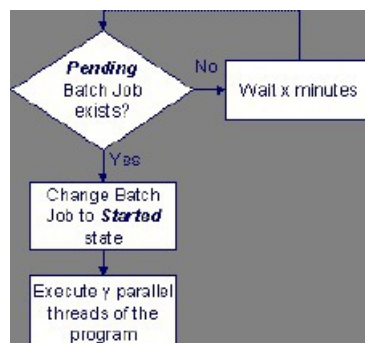 Pending
Batch Job
exists?
No
Wait x minutes
Yes
Change Batch
Job to Started
state
Execute y parallel
threads of the
program